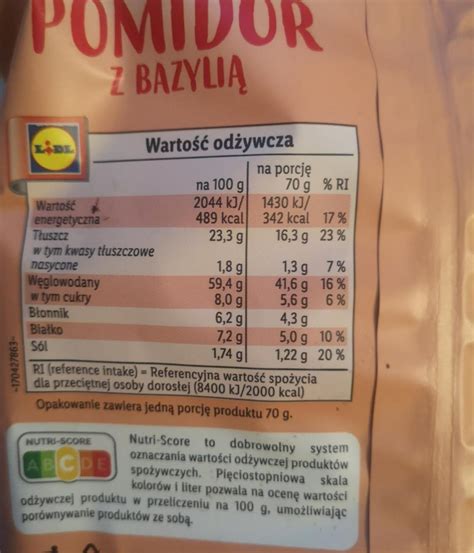 POMIDOR
Z BAZYLIĄ
LIDL
Wartość odżywcza
na 100 g na porcję 70 g % RI
Wartość energetyczna 2044 kJ/ 489 kcal 1430 kJ/ 342 kcal 17 %
Tłuszcz 23,3 g 16,3 g 23 %
w tym kwasy tłuszczowe
nasycone 1,8 g 1,3 g 7 %
Węglowodany 59,4 g 41,6 g 16 %
w tym cukry 8,0 g 5,6 g 6 %
Błonnik 6,2 g 4,3 g
Białko 7,2 g 5,0 g 10 %
Sól 1,74 g 1,22 g 20 %
RI (reference intake) = Referencyjna wartość spożycia
dla przeciętnej osoby dorosłej (8400 kJ/2000 kcal)
-170427863-
Opakowanie zawiera jedną porcję produktu 70 g.
NUTRI-SCORE
A B C D E
Nutri-Score to dobrowolny system
oznaczania wartości odżywczej produktów
spożywczych. Pięciostopniowa skala
kolorów i liter pozwala na ocenę wartości
odżywczej produktu w przeliczeniu na 100 g, umożliwiając
porównywanie produktów ze sobą.